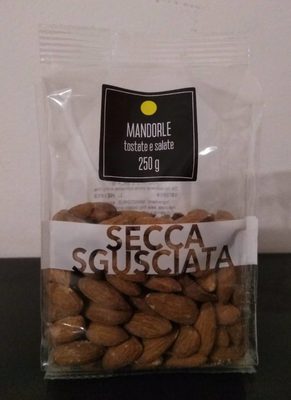 MANDORLE
tostate e salate
250 g
SECCA
SGUSCIATA